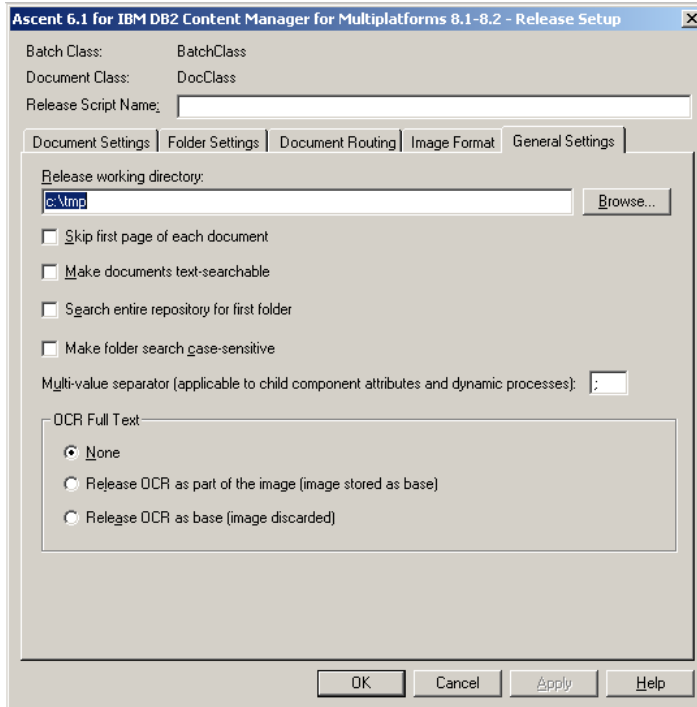 Ascent 6.1 for IBM DB2 Content Manager for Multiplatforms 8.1-8.2 - Release Setup
Batch Class: BatchClass
Document Class: DocClass
Release Script Name:
Document Settings Folder Settings Document Routing Image Format General Settings
Release working directory:
c:\tmp Browse...
Skip first page of each document
Make documents text-searchable
Search entire repository for first folder
Make folder search case-sensitive
Multi-value separator (applicable to child component attributes and dynamic processes): ;
OCR Full Text
None
Release OCR as part of the image (image stored as base)
Release OCR as base (image discarded)
OK Cancel Apply Help